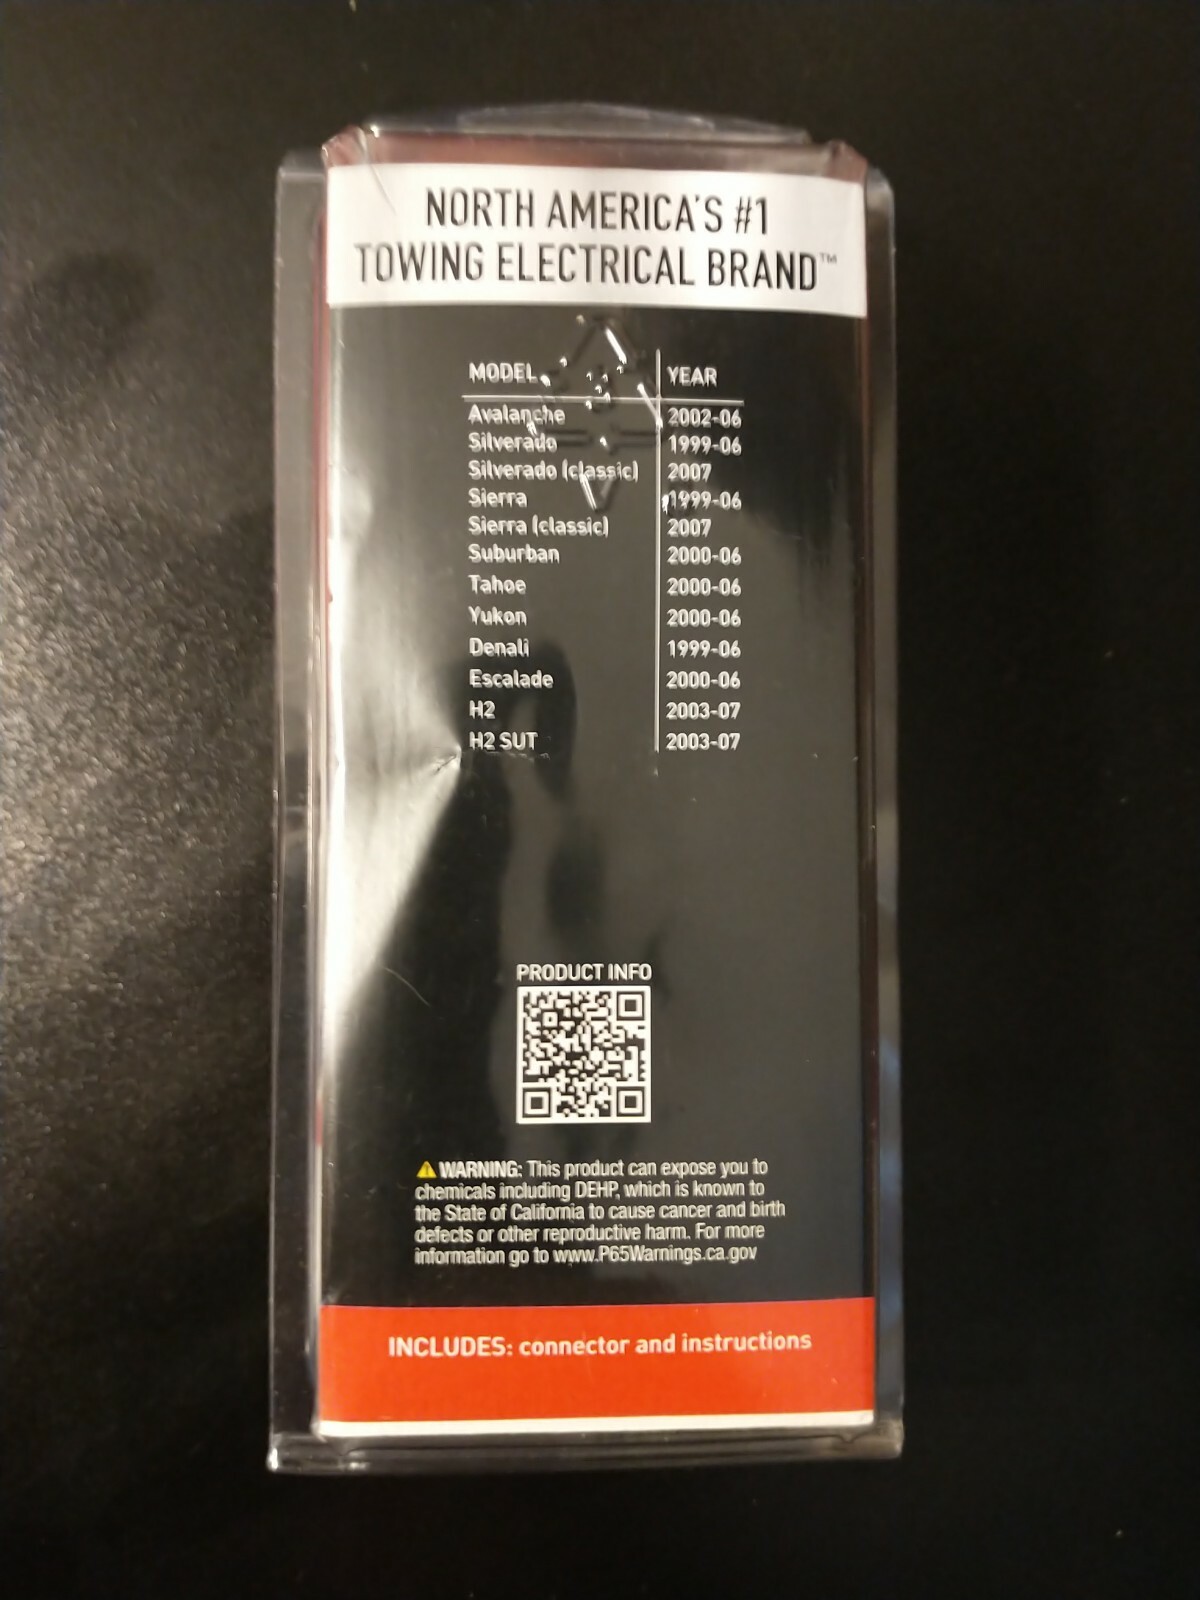 NORTH AMERICA'S #1
TOWING ELECTRICAL BRAND™
MODEL YEAR
Avalanche 2002-06
Silverado 1999-06
Silverado (classic) 2007
Sierra 1999-06
Sierra (classic) 2007
Suburban 2000-06
Tahoe 2000-06
Yukon 2000-06
Denali 1999-06
Escalade 2000-06
H2 2003-07
H2 SUT 2003-07
PRODUCT INFO
WARNING: This product can expose you to
chemicals including DEHP, which is known to
the State of California to cause cancer and birth
defects or other reproductive harm. For more
information go to www.P65Warnings.ca.gov
INCLUDES: connector and instructions